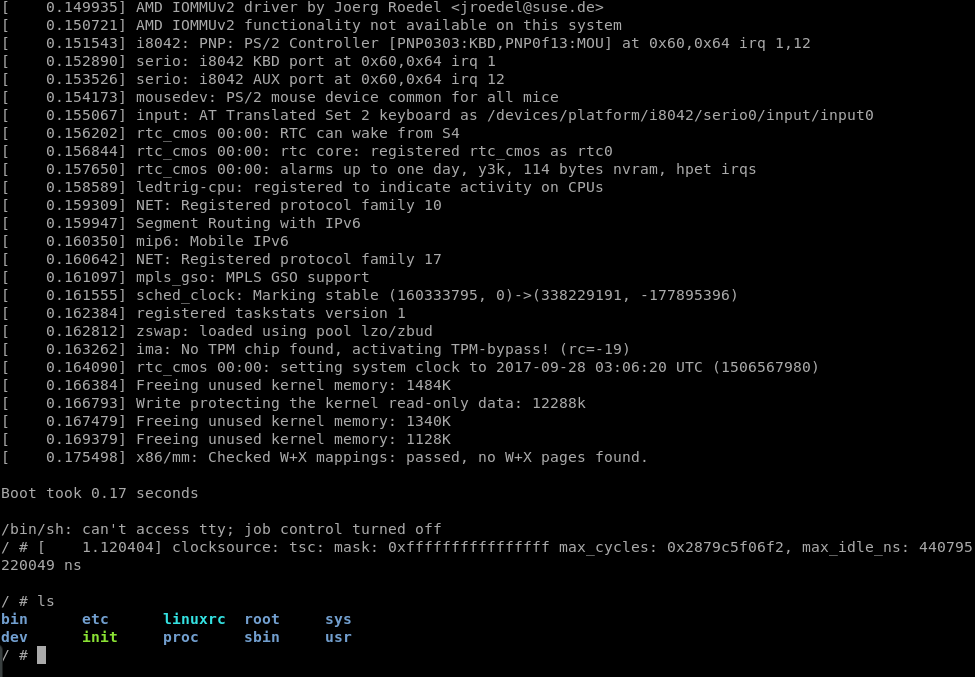 [    0.149935] AMD IOMMUv2 driver by Joerg Roedel <jroedel@suse.de>
[    0.150721] AMD IOMMUv2 functionality not available on this system
[    0.151543] i8042: PNP: PS/2 Controller [PNP0303:KBD,PNP0f13:MOU] at 0x60,0x64 irq 1,12
[    0.152890] serio: i8042 KBD port at 0x60,0x64 irq 1
[    0.153526] serio: i8042 AUX port at 0x60,0x64 irq 12
[    0.154173] mousedev: PS/2 mouse device common for all mice
[    0.155067] input: AT Translated Set 2 keyboard as /devices/platform/i8042/serio0/input/input0
[    0.156202] rtc_cmos 00:00: RTC can wake from S4
[    0.156844] rtc_cmos 00:00: rtc core: registered rtc_cmos as rtc0
[    0.157650] rtc_cmos 00:00: alarms up to one day, y3k, 114 bytes nvram, hpet irqs
[    0.158589] ledtrig-cpu: registered to indicate activity on CPUs
[    0.159309] NET: Registered protocol family 10
[    0.159947] Segment Routing with IPv6
[    0.160350] mip6: Mobile IPv6
[    0.160642] NET: Registered protocol family 17
[    0.161097] mpls_gso: MPLS GSO support
[    0.161555] sched_clock: Marking stable (160333795, 0)->(338229191, -177895396)
[    0.162384] registered taskstats version 1
[    0.162812] zswap: loaded using pool lzo/zbud
[    0.163262] ima: No TPM chip found, activating TPM-bypass! (rc=-19)
[    0.164090] rtc_cmos 00:00: setting system clock to 2017-09-28 03:06:20 UTC (1506567980)
[    0.166384] Freeing unused kernel memory: 1484K
[    0.166793] Write protecting the kernel read-only data: 12288k
[    0.167479] Freeing unused kernel memory: 1340K
[    0.169379] Freeing unused kernel memory: 1128K
[    0.175498] x86/mm: Checked W+X mappings: passed, no W+X pages found.
Boot took 0.17 seconds
/bin/sh: can't access tty; job control turned off
/ # [    1.120404] clocksource: tsc: mask: 0xffffffffffffffff max_cycles: 0x2879c5f06f2, max_idle_ns: 440795
220049 ns
/ # ls
bin      etc      linuxrc  root     sys
dev      init     proc     sbin     usr
/ #